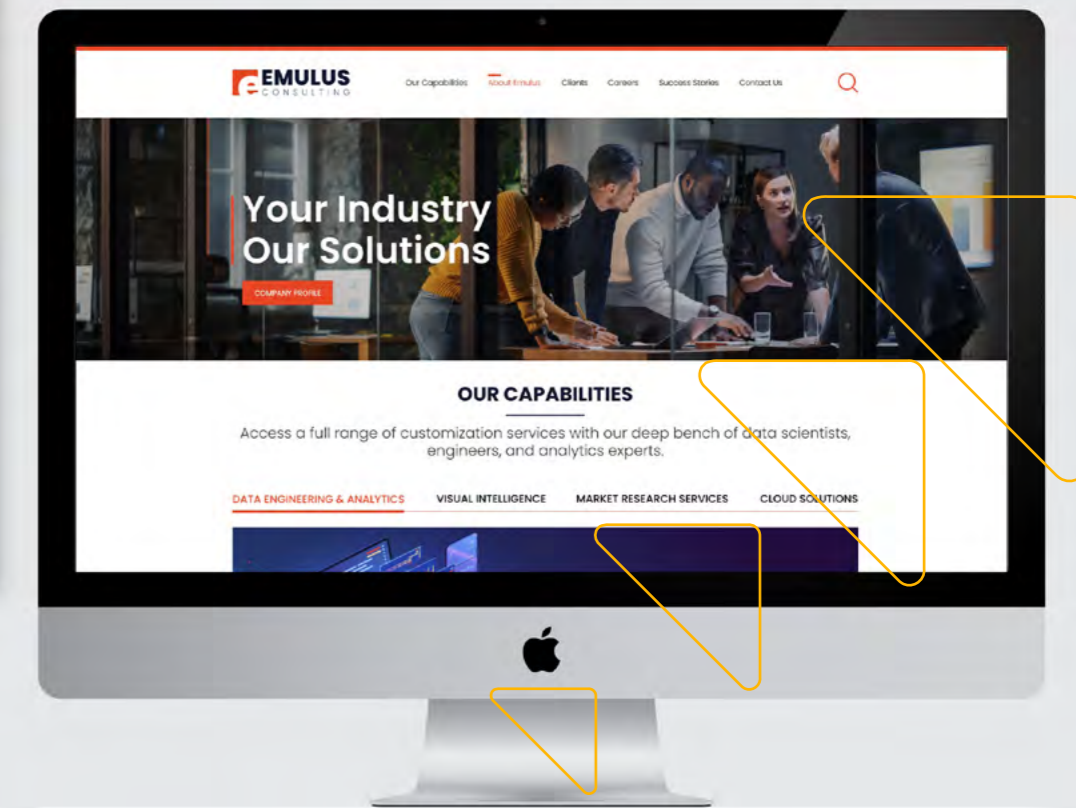 EMULUS
CONSULTING
Our Capabilities About Emulus Clients Careers Success Stories Contact Us
Your Industry
Our Solutions
COMPANY PROFILE
OUR CAPABILITIES
Access a full range of customization services with our deep bench of data scientists,
engineers, and analytics experts.
DATA ENGINEERING & ANALYTICS VISUAL INTELLIGENCE MARKET RESEARCH SERVICES CLOUD SOLUTIONS